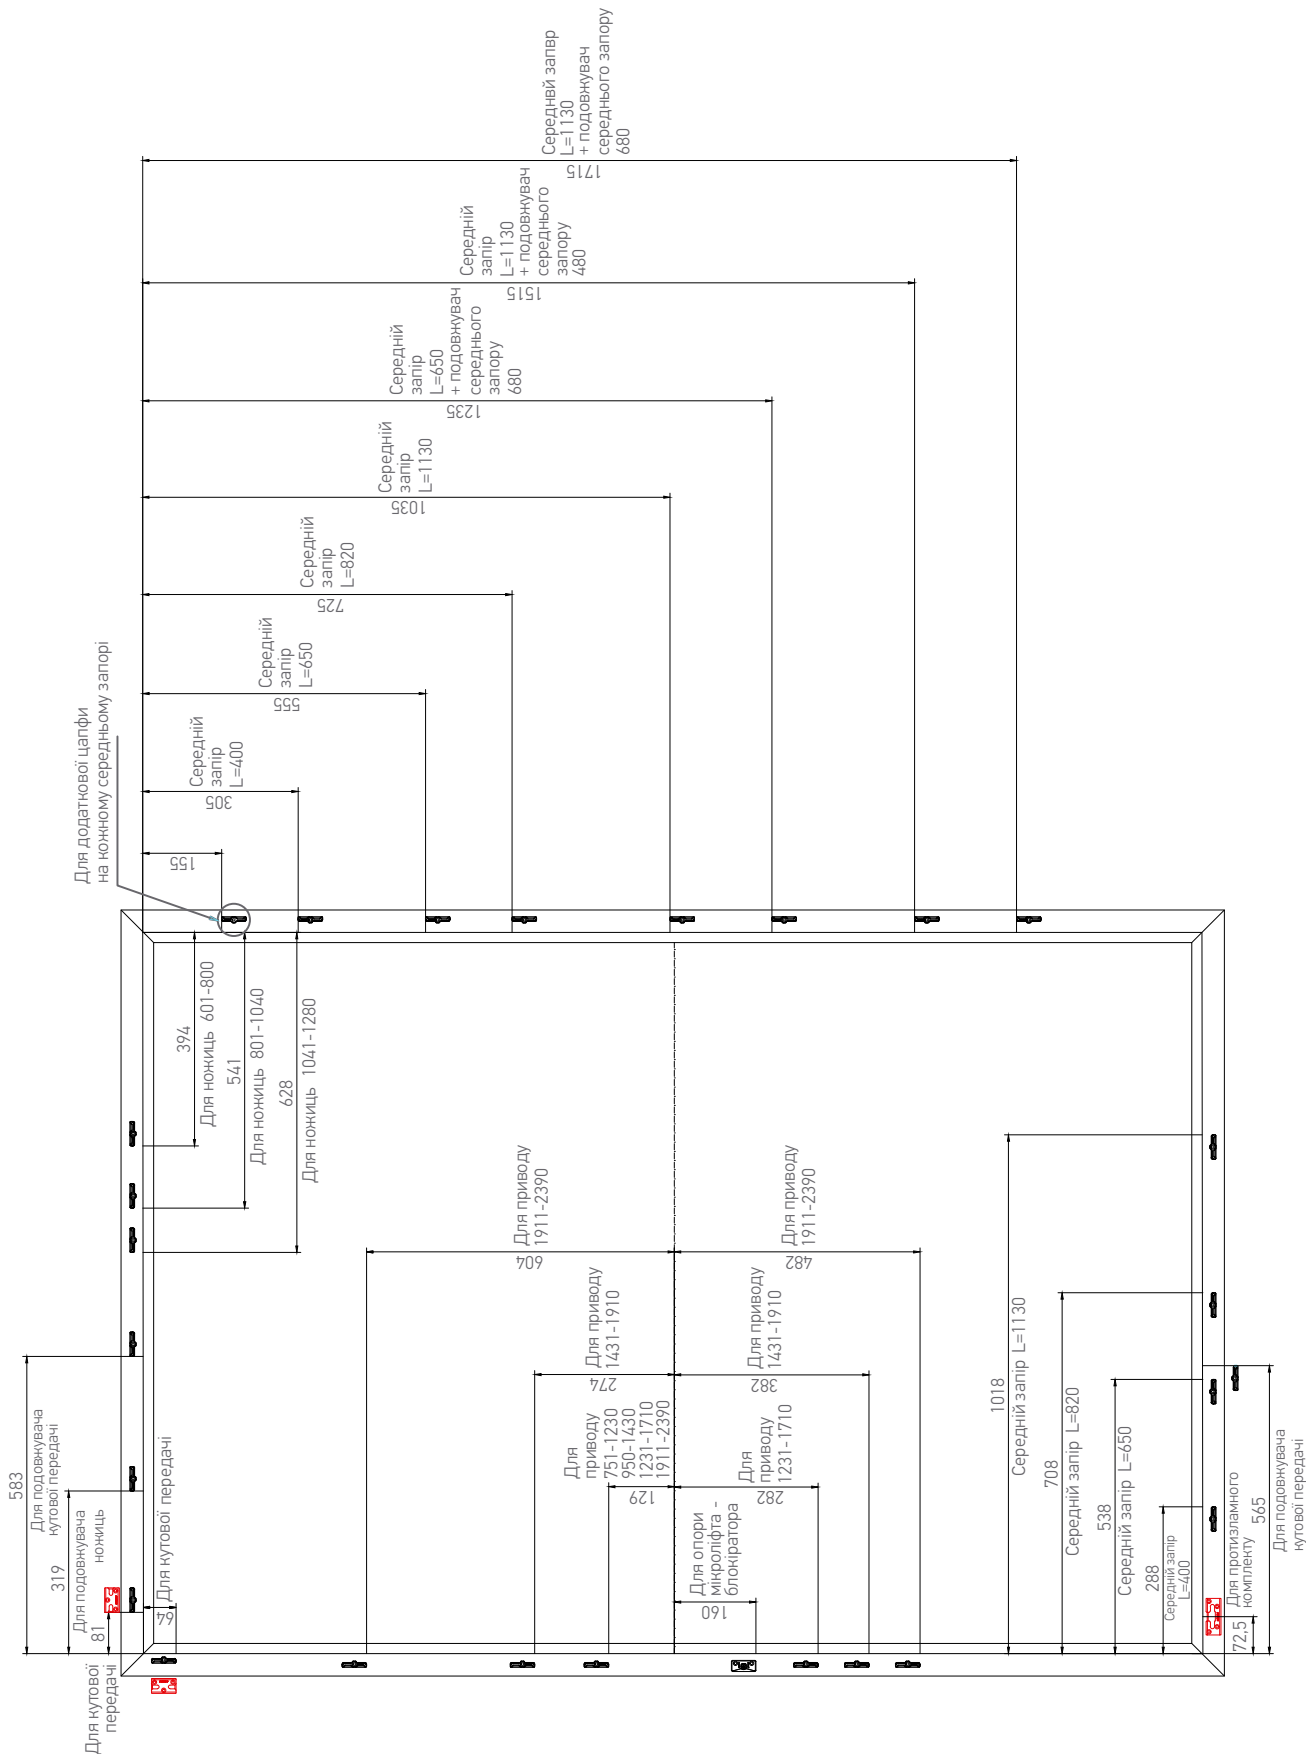 Середнвй запвр
L=1130
+ подовжувач
середнього запору
680
1715
Середній
запір
L=1130
+ подовжувач
середнього
запору
480
1515
Середній
запір
L=650
+ подовжувач
середнього
запору
680
1235
Середній
запір
L=1130
1035
Середній
запір
L=820
725
Середній
запір
L=650
555
Середній
запір
L=400
305
155
Для додаткової цапфи
на кожному середньому запорі
394
Для ножиць 601-800
541
Для ножиць 801-1040
628
Для ножиць 1041-1280
Для приводу
1911-2390
604
Для приводу
1911-2390
482
Для приводу
1431-1910
274
Для приводу
1431-1910
382
Для
приводу
751-1230
950-1430
1231-1710
1911-2390
129
Для
приводу
1231-1710
282
Для опори
мікроліфта -
блокіратора
160
583
Для подовжувача
кутової передачі
319
Для подовжувача
ножиць
81
Для кутової
передачі
Для кутової передачі
64
1018
Середній запір L=1130
708
Середній запір L=820
538
Середній запір L=650
288
Середній запір
L=400
72,5
Для протизламного
комплекту
565
Для подовжувача
кутової передачі